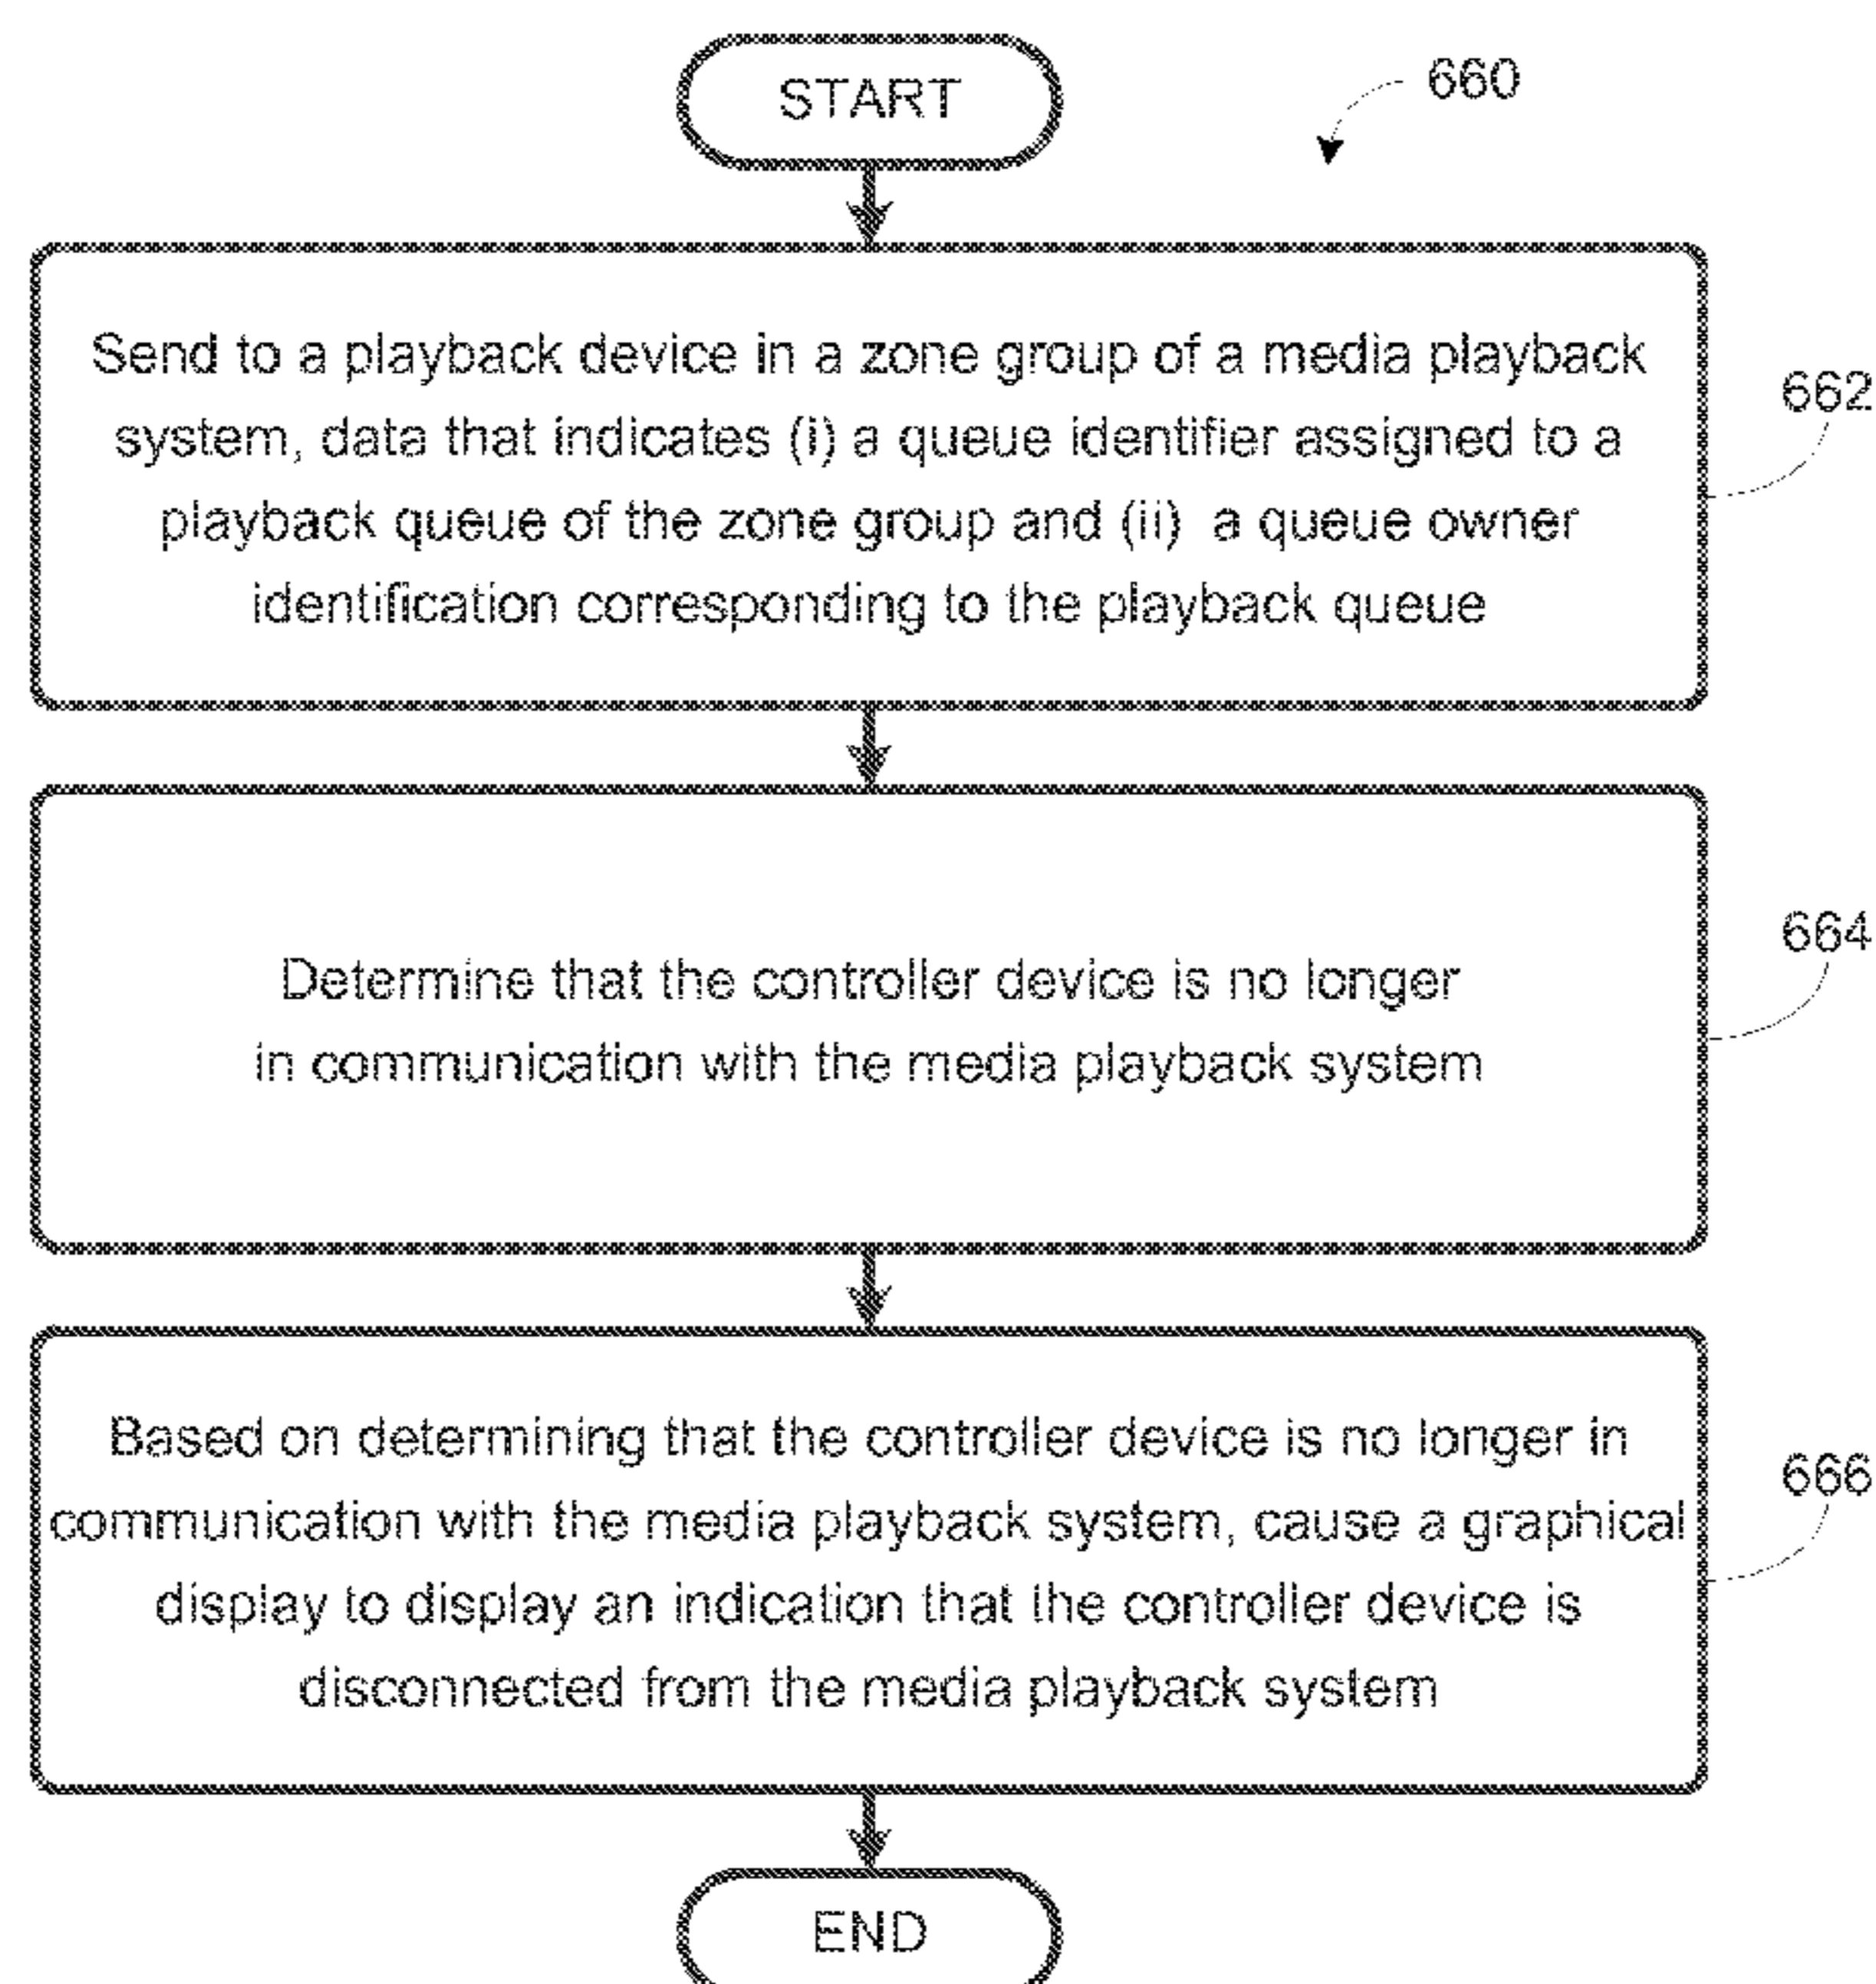 START
660
Send to a playback device in a zone group of a media playback
system, data that indicates (i) a queue identifier assigned to a
playback queue of the zone group and (ii) a queue owner
identification corresponding to the playback queue
662
Determine that the controller device is no longer
in communication with the media playback system
664
Based on determining that the controller device is no longer in
communication with the media playback system, cause a graphical
display to display an indication that the controller device is
disconnected from the media playback system
666
END